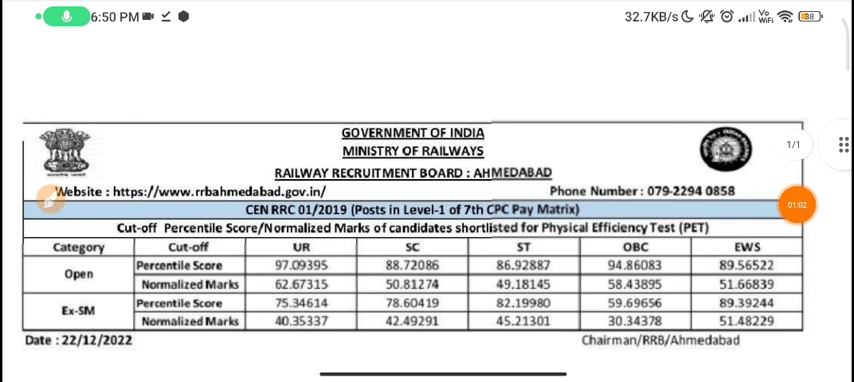 6:50 PM 32.7KB/s Vo WiFi 38
GOVERNMENT OF INDIA
MINISTRY OF RAILWAYS
1/1
RAILWAY RECRUITMENT BOARD : AHMEDABAD
Website : https://www.rrbahmedabad.gov.in/ Phone Number : 079-2294 0858
01:02
CEN RRC 01/2019 (Posts in Level-1 of 7th CPC Pay Matrix)
Cut-off Percentile Score/Normalized Marks of candidates shortlisted for Physical Efficiency Test (PET)
Category Cut-off UR SC ST OBC EWS
Open Percentile Score 97.09395 88.72086 86.92887 94.86083 89.56522
Normalized Marks 62.67315 50.81274 49.18145 58.43895 51.66839
Ex-SM Percentile Score 75.34614 78.60419 82.19980 59.69656 89.39244
Normalized Marks 40.35337 42.49291 45.21301 30.34378 51.48229
Date : 22/12/2022 Chairman/RRB/Ahmedabad